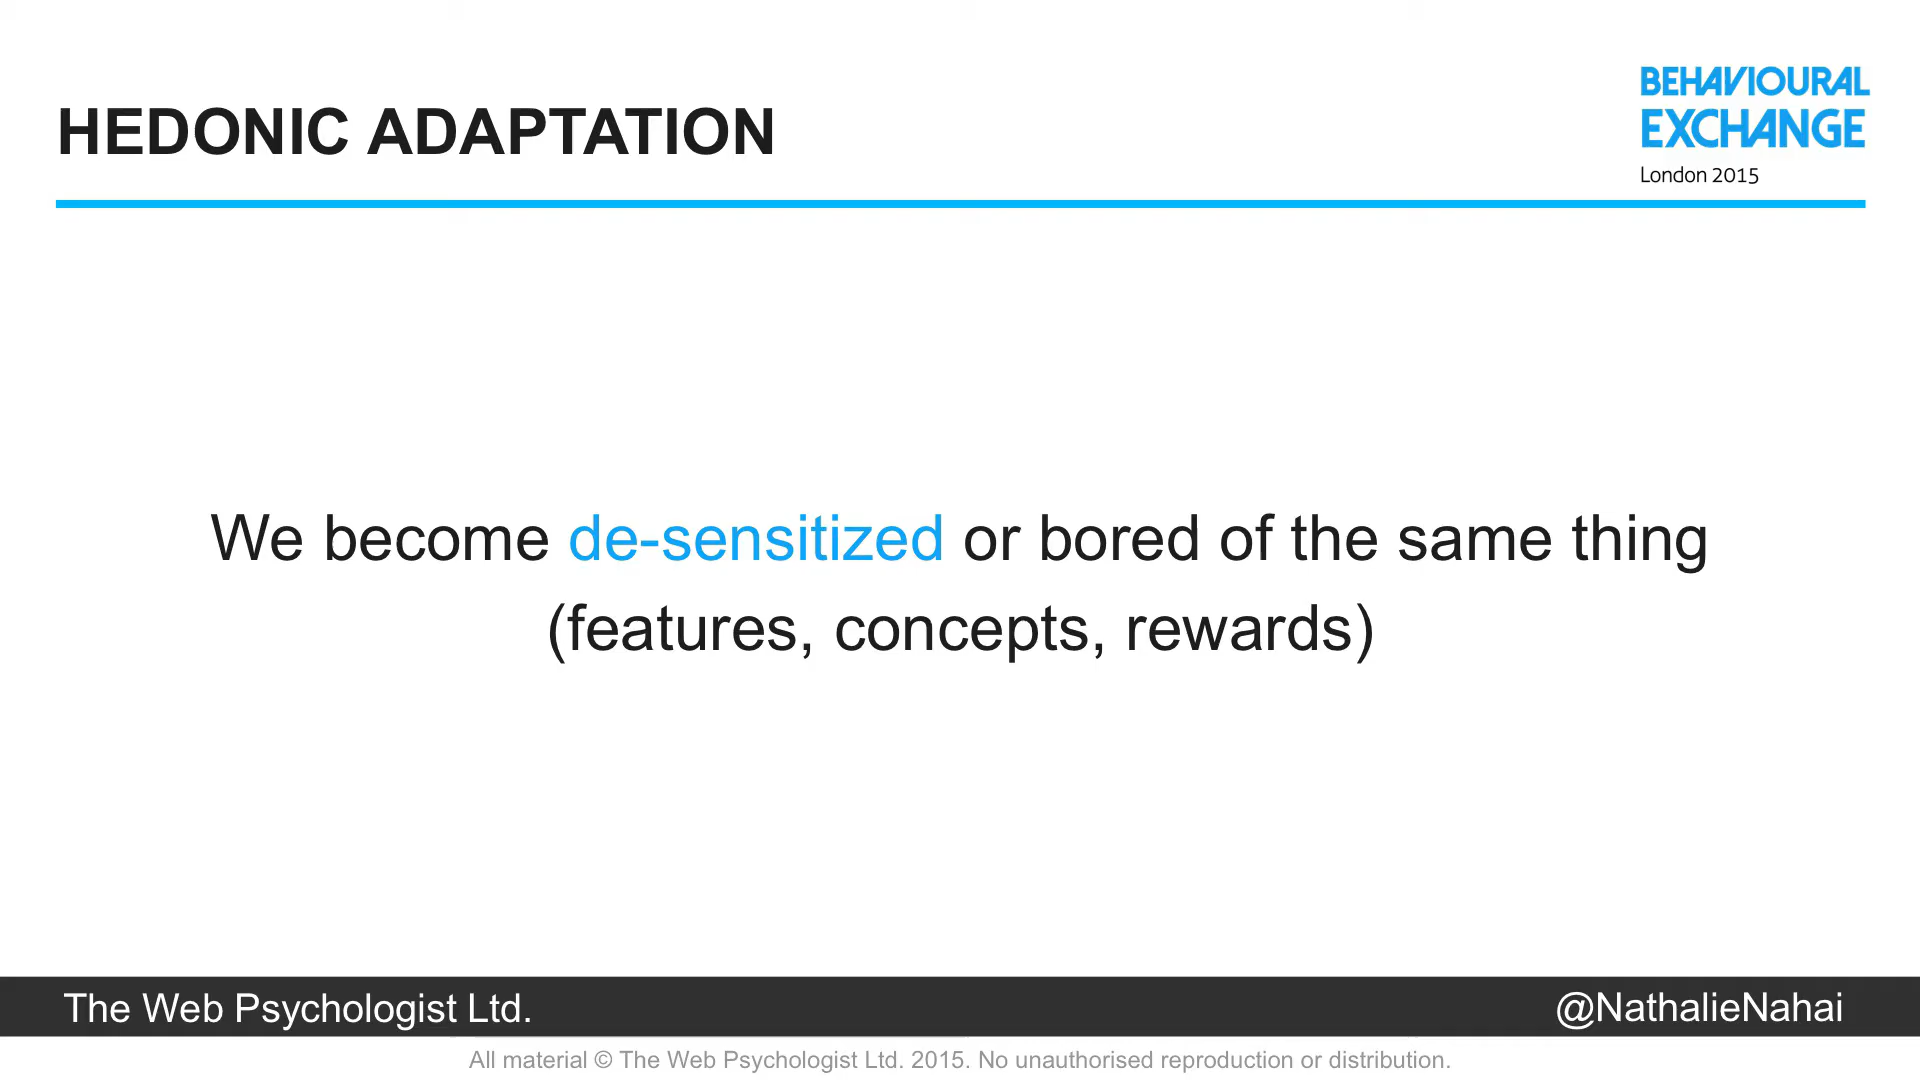 HEDONIC ADAPTATION
BEHAVIOURAL
EXCHANGE
London 2015
We become de-sensitized or bored of the same thing
(features, concepts, rewards)
The Web Psychologist Ltd.
@NathalieNahai
All material © The Web Psychologist Ltd. 2015. No unauthorised reproduction or distribution.